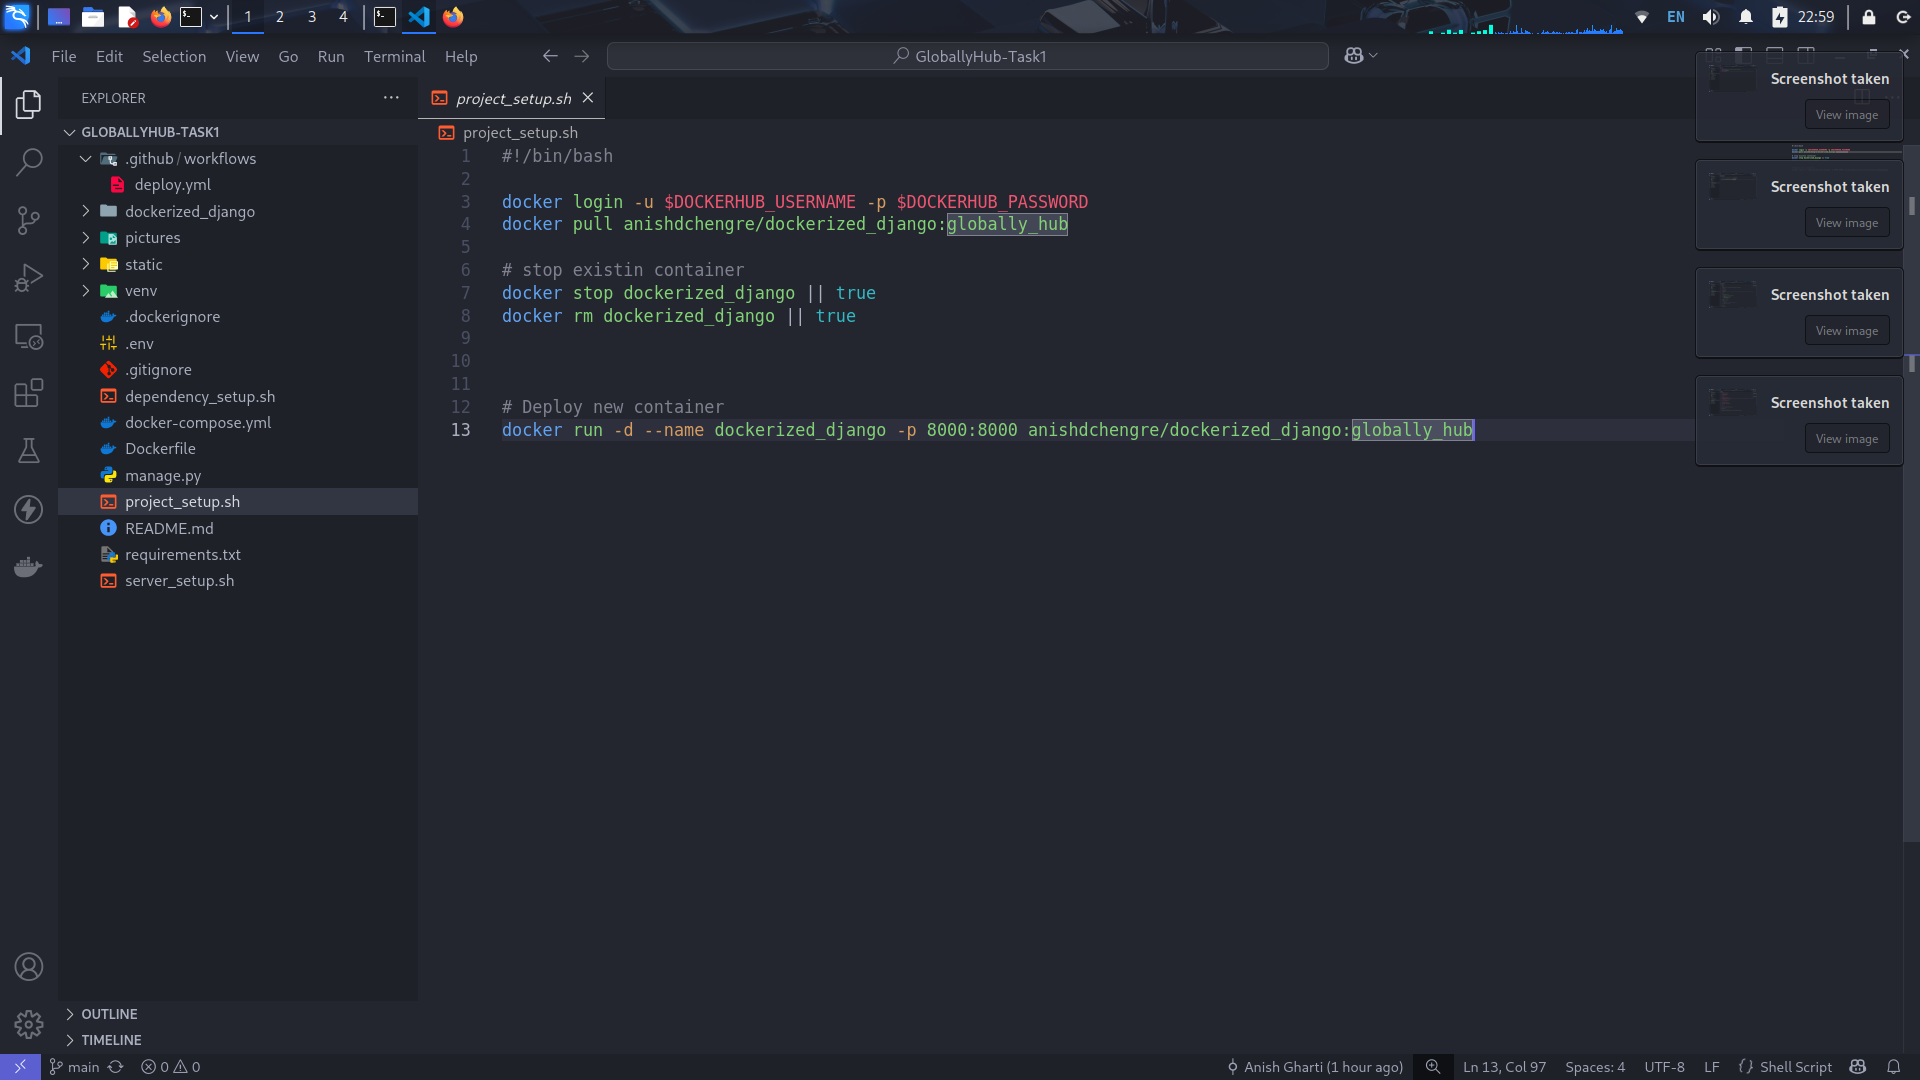 1 2 3 4
EN 22:59
File Edit Selection View Go Run Terminal Help
GloballyHub-Task1
EXPLORER
GLOBALLYHUB-TASK1
.github/workflows
deploy.yml
dockerized_django
pictures
static
venv
.dockerignore
.env
.gitignore
dependency_setup.sh
docker-compose.yml
Dockerfile
manage.py
project_setup.sh
README.md
requirements.txt
server_setup.sh
OUTLINE
TIMELINE
project_setup.sh
project_setup.sh
1 #!/bin/bash
2
3 docker login -u $DOCKERHUB_USERNAME -p $DOCKERHUB_PASSWORD
4 docker pull anishdchengre/dockerized_django:globally_hub
5
6 # stop existin container
7 docker stop dockerized_django || true
8 docker rm dockerized_django || true
9
10
11
12 # Deploy new container
13 docker run -d --name dockerized_django -p 8000:8000 anishdchengre/dockerized_django:globally_hub
Screenshot taken
View image
Screenshot taken
View image
Screenshot taken
View image
Screenshot taken
View image
main 0 0
Anish Gharti (1 hour ago) Ln 13, Col 97 Spaces: 4 UTF-8 LF Shell Script